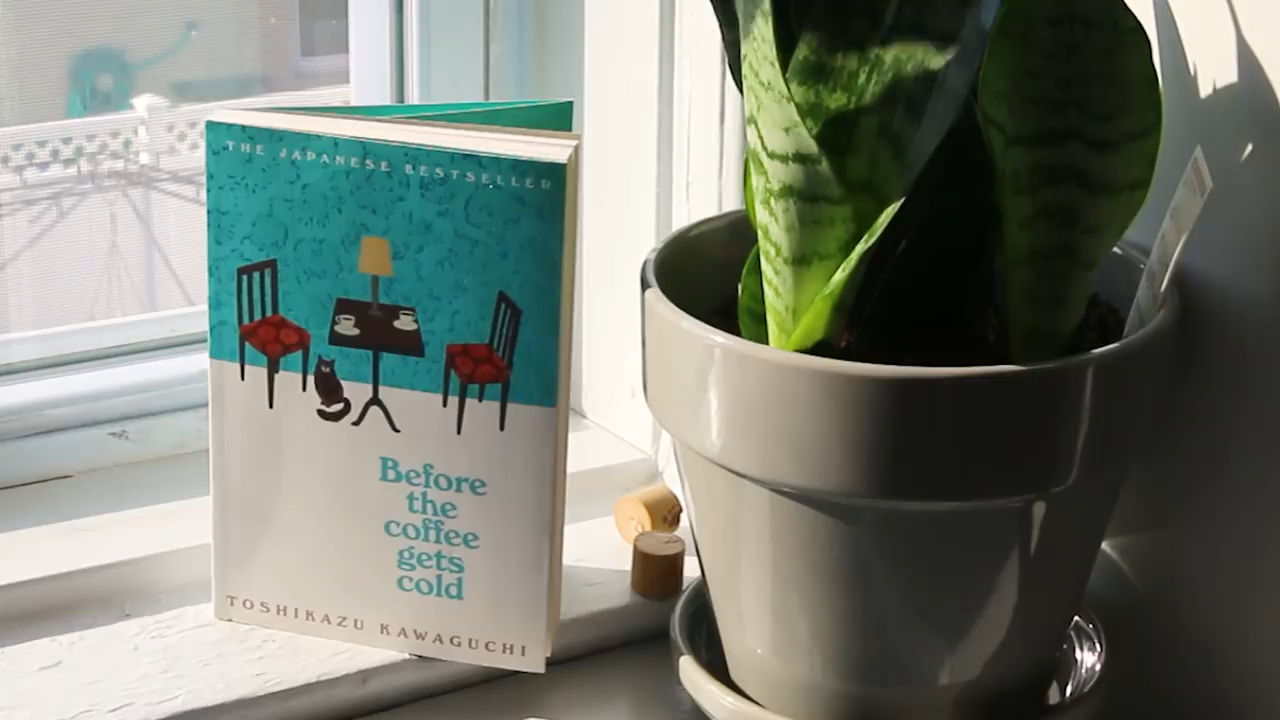 THE JAPANESE BESTSELLER
Before
the
coffee
gets
cold
TOSHIKAZU KAWAGUCHI